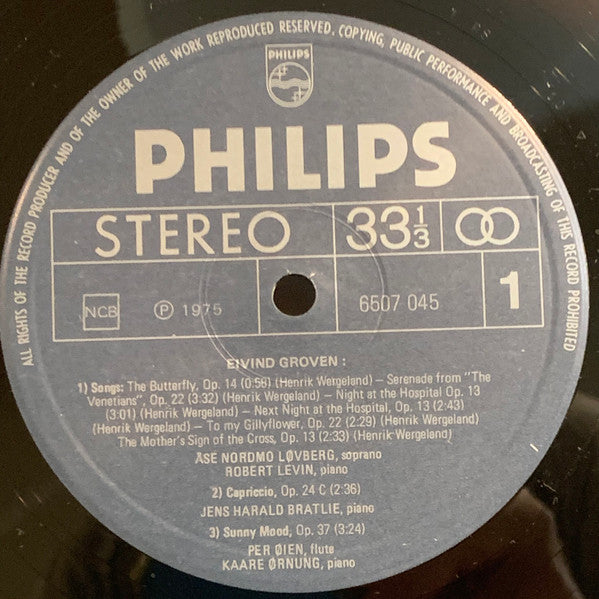 ALL RIGHTS OF THE RECORD PRODUCER AND OF THE OWNER OF THE WORK REPRODUCED RESERVED. COPYING, PUBLIC PERFORMANCE AND BROADCASTING OF THIS RECORD PROHIBITED
PHILIPS
PHILIPS
STEREO 33⅓
NCB ℗ 1975 6507 045 1
EIVIND GROVEN :
1) Songs: The Butterfly, Op. 14 (0:56) (Henrik Wergeland) – Serenade from "The
Venetians", Op. 22 (3:32) (Henrik Wergeland) – Night at the Hospital Op. 13
(3:01) (Henrik Wergeland) – Next Night at the Hospital, Op. 13 (2:43)
(Henrik Wergeland) – To my Gillyflower, Op. 22 (2:29) (Henrik Wergeland)
The Mother's Sign of the Cross, Op. 13 (2:33) (Henrik Wergeland)
ASE NORDMO LØVBERG, soprano
ROBERT LEVIN, piano
2) Capriccio, Op. 24 C (2:36)
JENS HARALD BRATLIE, piano
3) Sunny Mood, Op. 37 (3:24)
PER ØIEN, flute
KAARE ØRNUNG, piano